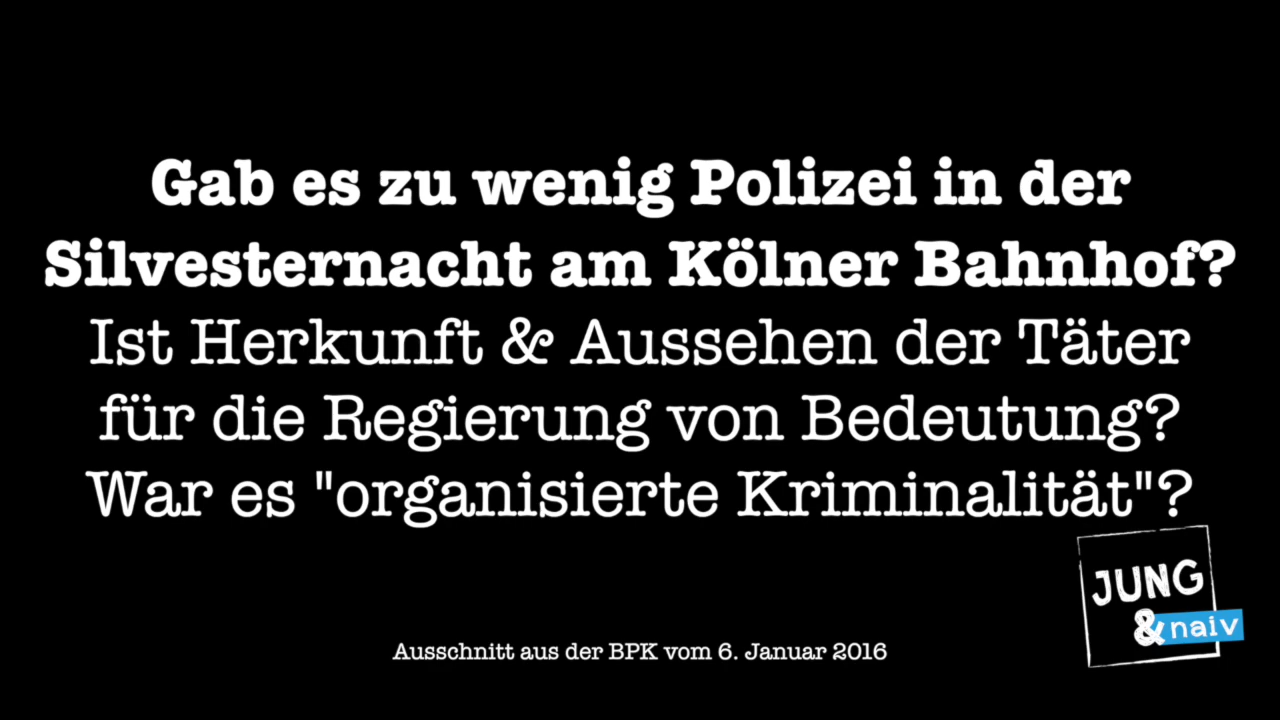 Gab es zu wenig Polizei in der
Silvesternacht am Kölner Bahnhof?
Ist Herkunft & Aussehen der Täter
für die Regierung von Bedeutung?
War es "organisierte Kriminalität"?
JUNG
& naiv
Ausschnitt aus der BPK vom 6. Januar 2016